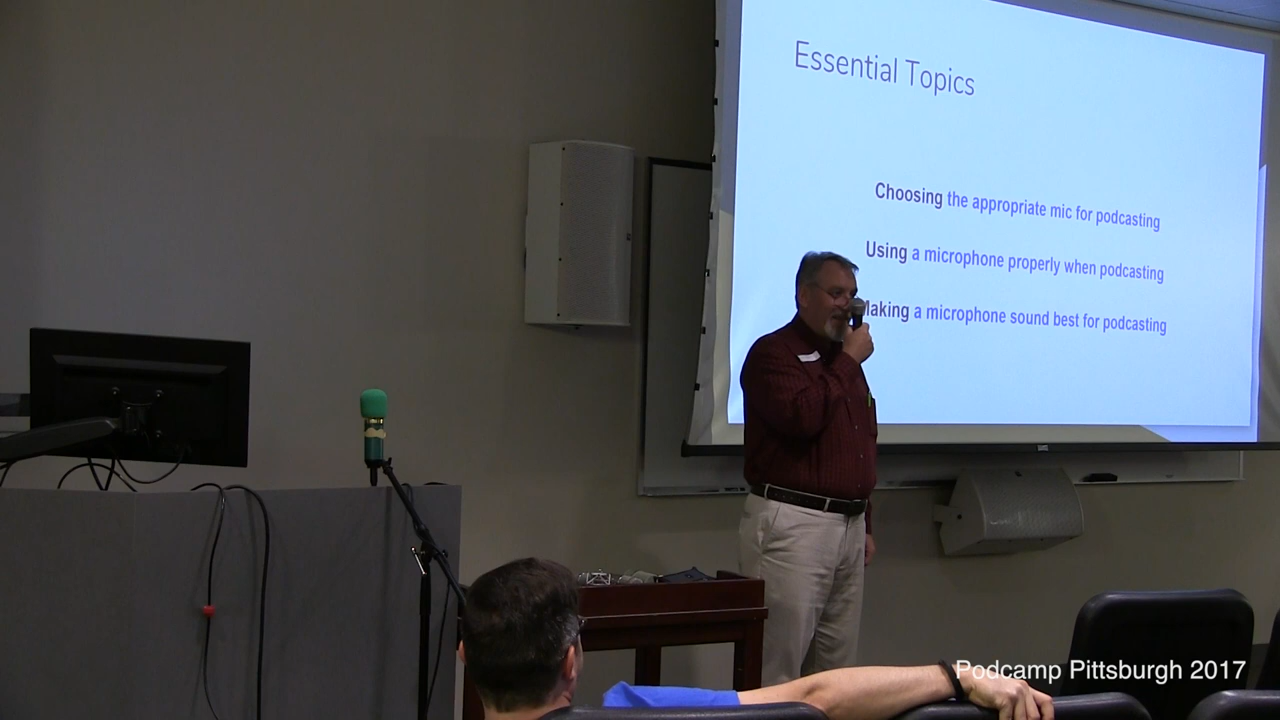 Essential Topics
Choosing the appropriate mic for podcasting
Using a microphone properly when podcasting
Making a microphone sound best for podcasting
Podcamp Pittsburgh 2017